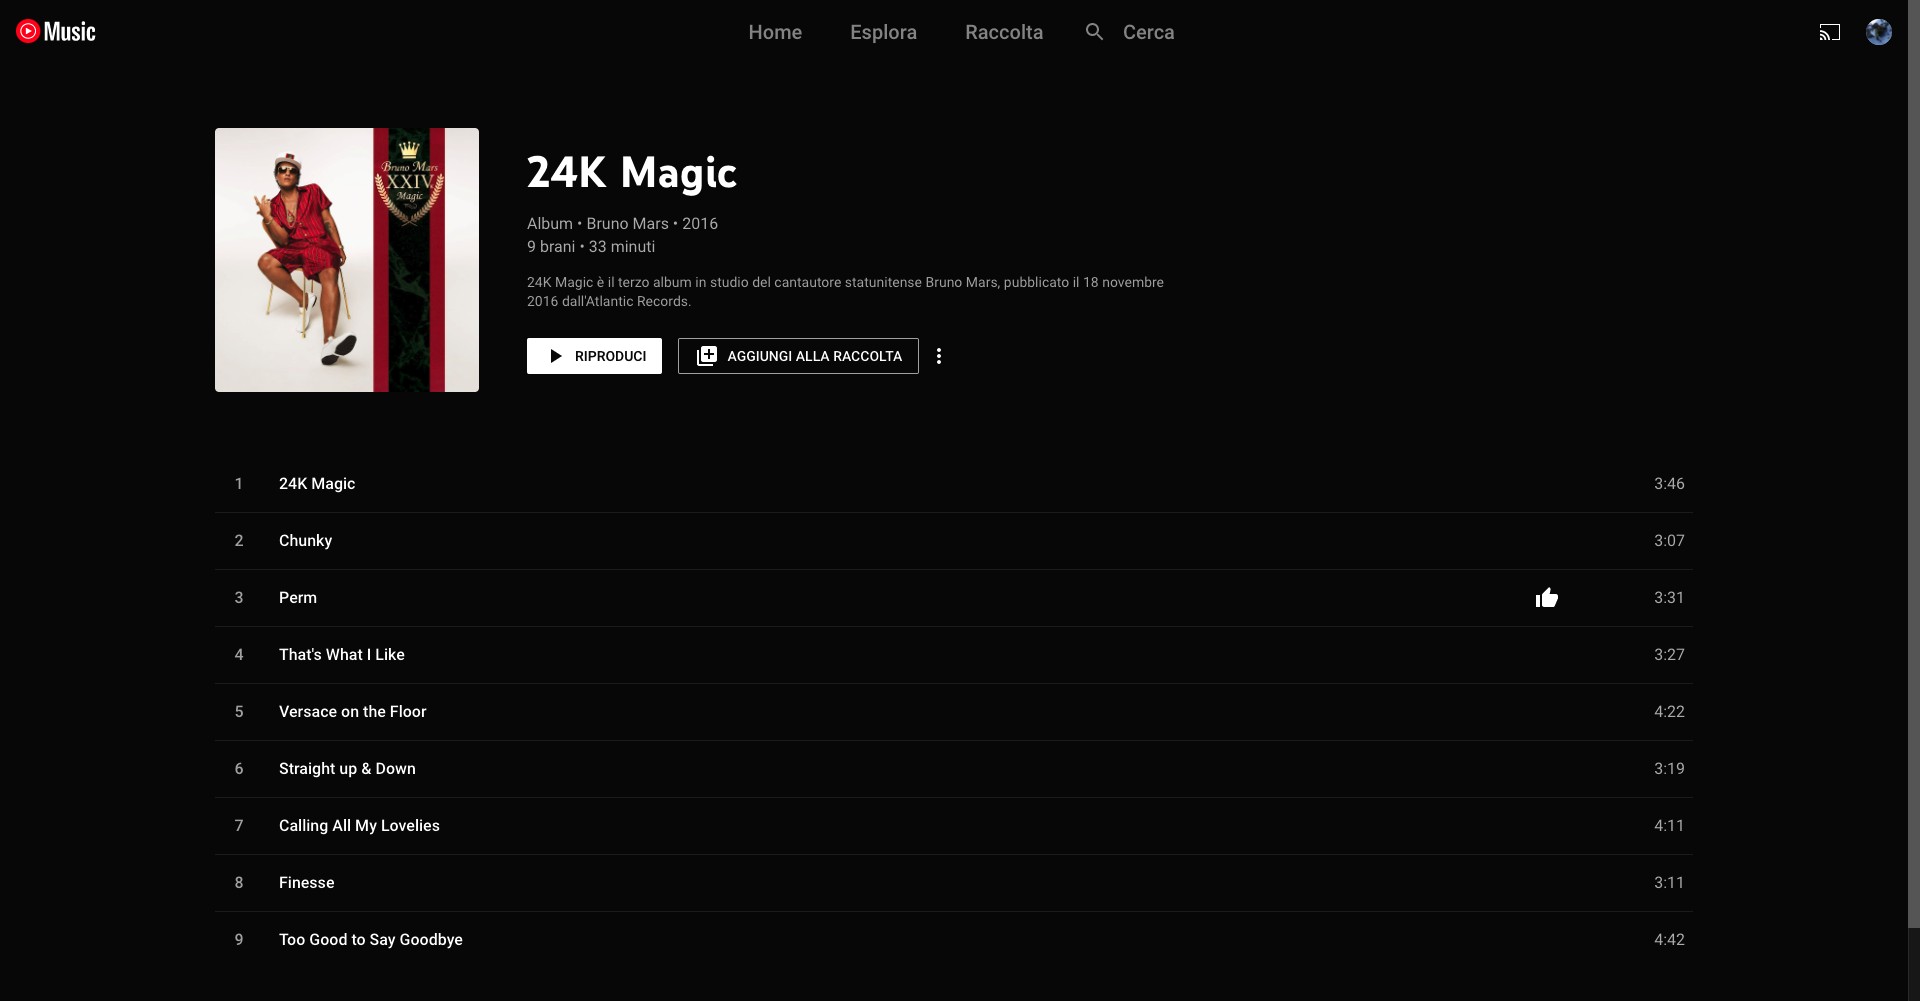 Music
Home
Esplora
Raccolta
Cerca
Bruno Mars
XXIV
Magic
24K Magic
Album • Bruno Mars • 2016
9 brani • 33 minuti
24K Magic è il terzo album in studio del cantautore statunitense Bruno Mars, pubblicato il 18 novembre
2016 dall'Atlantic Records.
RIPRODUCI
AGGIUNGI ALLA RACCOLTA
1 24K Magic 3:46
2 Chunky 3:07
3 Perm 3:31
4 That's What I Like 3:27
5 Versace on the Floor 4:22
6 Straight up & Down 3:19
7 Calling All My Lovelies 4:11
8 Finesse 3:11
9 Too Good to Say Goodbye 4:42